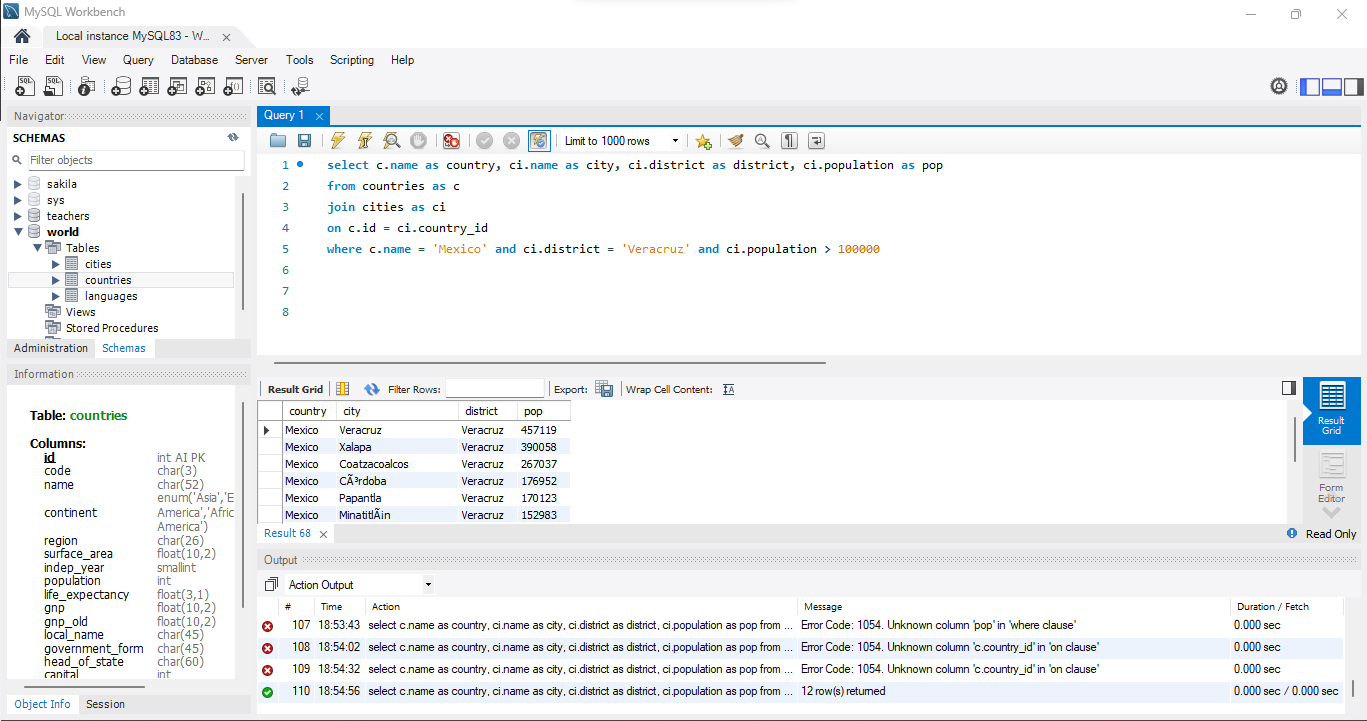 MySQL Workbench
Local instance MySQL83 - W... ×
File Edit View Query Database Server Tools Scripting Help
Navigator
SCHEMAS
Filter objects
sakila
sys
teachers
world
Tables
cities
countries
languages
Views
Stored Procedures
Administration Schemas
Information
Table: countries
Columns:
id int AI PK
code char(3)
name char(52)
enum('Asia','E
continent America','Afric
America')
region char(26)
surface_area float(10,2)
indep_year smallint
population int
life_expectancy float(3,1)
gnp float(10,2)
gnp_old float(10,2)
local_name char(45)
government_form char(45)
head_of_state char(60)
capital int
Object Info Session
Query 1 ×
Limit to 1000 rows
1 select c.name as country, ci.name as city, ci.district as district, ci.population as pop
2 from countries as c
3 join cities as ci
4 on c.id = ci.country_id
5 where c.name = 'Mexico' and ci.district = 'Veracruz' and ci.population > 100000
6
7
8
Result Grid Filter Rows: Export: Wrap Cell Content:
country city district pop
Mexico Veracruz Veracruz 457119
Mexico Xalapa Veracruz 390058
Mexico Coatzacoalcos Veracruz 267037
Mexico CÃ³rdoba Veracruz 176952
Mexico Papantla Veracruz 170123
Mexico MinatitlÃ¡n Veracruz 152983
Result Grid
Form Editor
Result 68 ×
Read Only
Output
Action Output
# Time Action Message Duration / Fetch
107 18:53:43 select c.name as country, ci.name as city, ci.district as district, ci.population as pop from ... Error Code: 1054. Unknown column 'pop' in 'where clause' 0.000 sec
108 18:54:02 select c.name as country, ci.name as city, ci.district as district, ci.population as pop from ... Error Code: 1054. Unknown column 'c.country_id' in 'on clause' 0.000 sec
109 18:54:32 select c.name as country, ci.name as city, ci.district as district, ci.population as pop from ... Error Code: 1054. Unknown column 'c.country_id' in 'on clause' 0.000 sec
110 18:54:56 select c.name as country, ci.name as city, ci.district as district, ci.population as pop from ... 12 row(s) returned 0.000 sec / 0.000 sec